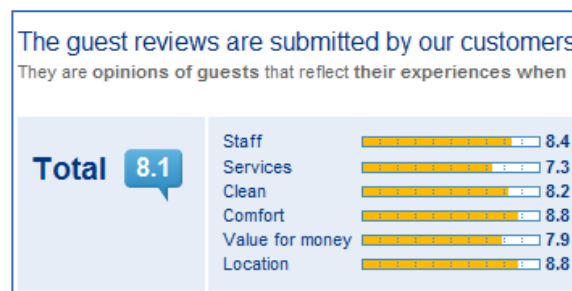 The guest reviews are submitted by our customers
They are opinions of guests that reflect their experiences when
Total 8.1
Staff 8.4
Services 7.3
Clean 8.2
Comfort 8.8
Value for money 7.9
Location 8.8